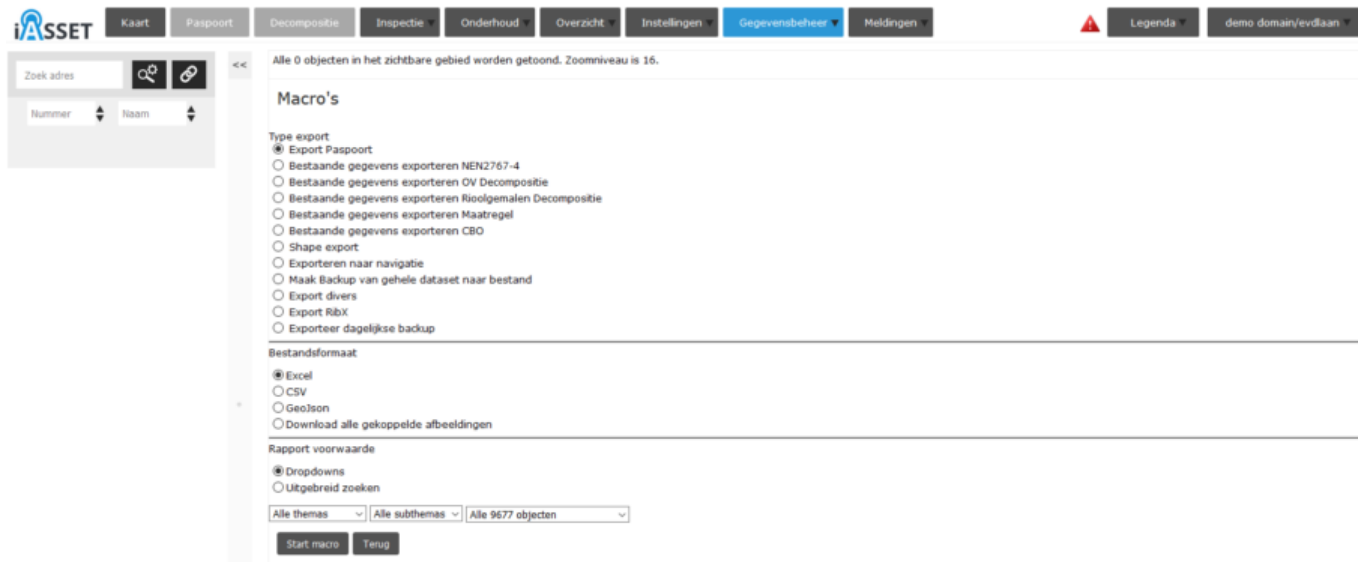 iASSET
Kaart Paspoort Decompositie Inspectie Onderhoud Overzicht Instellingen Gegevensbeheer Meldingen Legenda demo domain/evdlaan
Zoek adres
Nummer Naam
<<
Alle 0 objecten in het zichtbare gebied worden getoond. Zoomniveau is 16.
Macro's
Type export
Export Paspoort
Bestaande gegevens exporteren NEN2767-4
Bestaande gegevens exporteren OV Decompositie
Bestaande gegevens exporteren Rioolgemalen Decompositie
Bestaande gegevens exporteren Maatregel
Bestaande gegevens exporteren CBO
Shape export
Exporteren naar navigatie
Maak Backup van gehele dataset naar bestand
Export divers
Export RibX
Exporteer dagelijkse backup
Bestandsformaat
Excel
CSV
GeoJson
Download alle gekoppelde afbeeldingen
Rapport voorwaarde
Dropdowns
Uitgebreid zoeken
Alle themas Alle subthemas Alle 9677 objecten
Start macro Terug